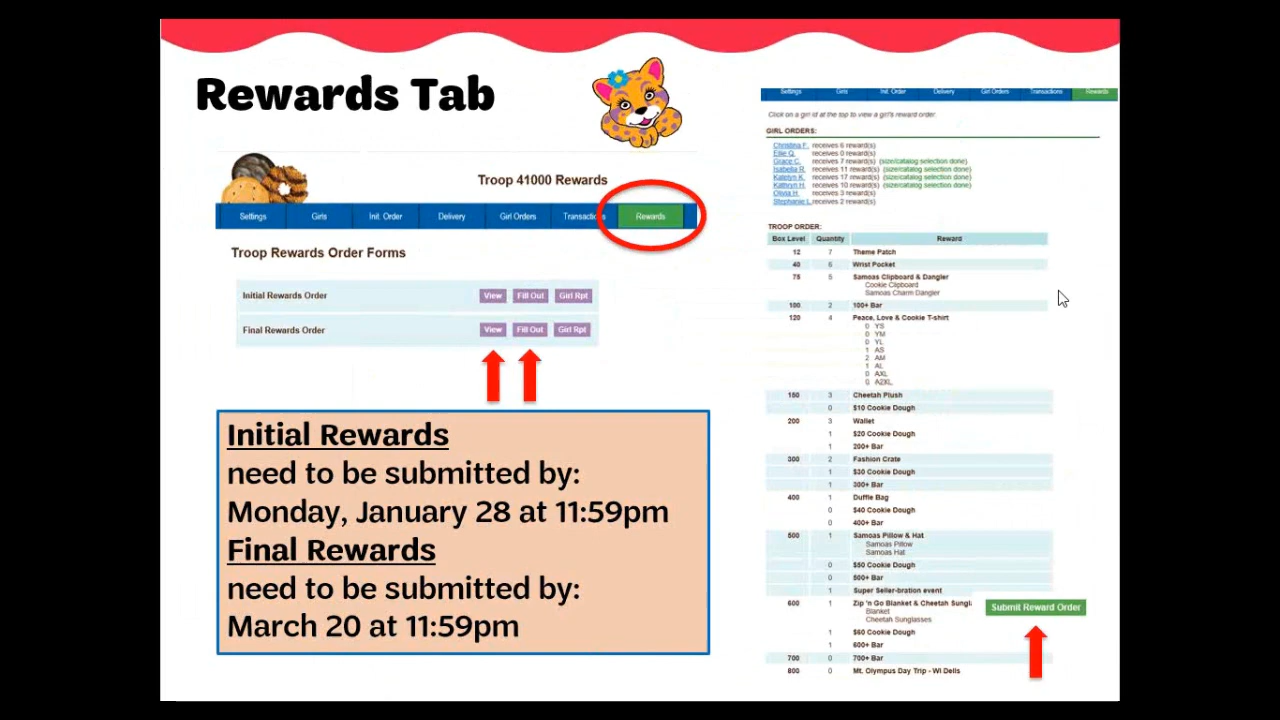 Rewards Tab
Troop 41000 Rewards
Settings Girls Init. Order Delivery Girl Orders Transactions Rewards
Troop Rewards Order Forms
Initial Rewards Order View Fill Out Girl Rpt
Final Rewards Order View Fill Out Girl Rpt
Initial Rewards
need to be submitted by:
Monday, January 28 at 11:59pm
Final Rewards
need to be submitted by:
March 20 at 11:59pm
Settings Girls Init. Order Delivery Girl Orders Transactions Rewards
Click on a girl id at the top to view a girl's reward order.
GIRL ORDERS:
Christina F. receives 6 reward(s)
Ellie Q. receives 0 reward(s)
Grace C. receives 7 reward(s) (size/catalog selection done)
Isabella R. receives 11 reward(s) (size/catalog selection done)
Katelyn K. receives 17 reward(s) (size/catalog selection done)
Kathryn H. receives 10 reward(s) (size/catalog selection done)
Olivia H. receives 3 reward(s)
Stephanie L. receives 2 reward(s)
TROOP ORDER:
Box Level Quantity Reward
12 7 Theme Patch
40 6 Wrist Pocket
75 5 Samoas Clipboard & Dangler
Cookie Clipboard
Samoas Charm Dangler
100 2 100+ Bar
120 4 Peace, Love & Cookie T-shirt
0 YS
0 YM
0 YL
1 AS
2 AM
1 AL
0 AXL
0 A2XL
150 3 Cheetah Plush
0 $10 Cookie Dough
200 3 Wallet
1 $20 Cookie Dough
1 200+ Bar
300 2 Fashion Crate
1 $30 Cookie Dough
1 300+ Bar
400 1 Duffle Bag
0 $40 Cookie Dough
0 400+ Bar
500 1 Samoas Pillow & Hat
Samoas Pillow
Samoas Hat
0 $50 Cookie Dough
0 500+ Bar
1 Super Seller-bration event
600 1 Zip 'n Go Blanket & Cheetah Sungl
Blanket
Cheetah Sunglasses
1 $60 Cookie Dough
1 600+ Bar
700 0 700+ Bar
800 0 Mt. Olympus Day Trip - WI Dells
Submit Reward Order